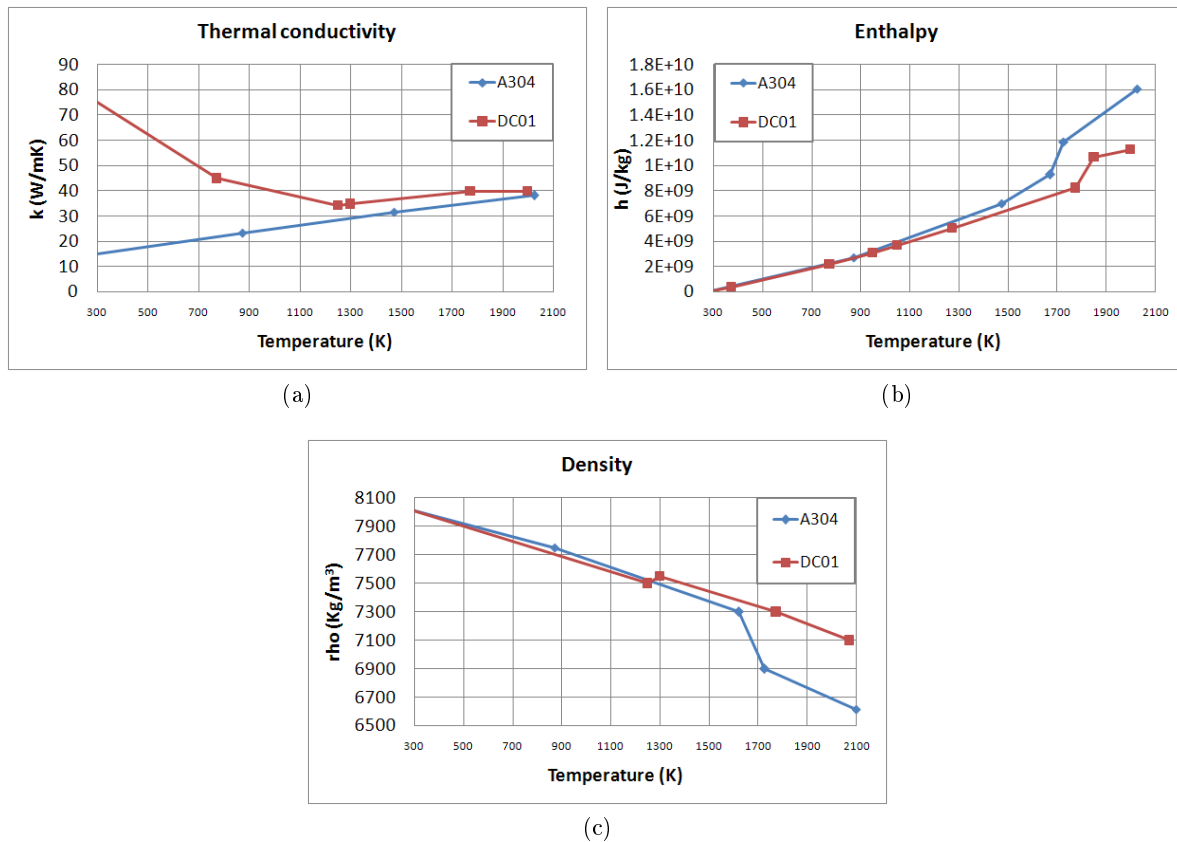 Thermal conductivity
90
80
70
60
50
40
30
20
10
0
k (W/mK)
A304
DC01
300 500 700 900 1100 1300 1500 1700 1900 2100
Temperature (K)
(a)
Enthalpy
1.8E+10
1.6E+10
1.4E+10
1.2E+10
1E+10
8E+09
6E+09
4E+09
2E+09
0
h (J/kg)
A304
DC01
300 500 700 900 1100 1300 1500 1700 1900 2100
Temperature (K)
(b)
Density
8100
7900
7700
7500
7300
7100
6900
6700
6500
rho (Kg/m³)
A304
DC01
300 500 700 900 1100 1300 1500 1700 1900 2100
Temperature (K)
(c)